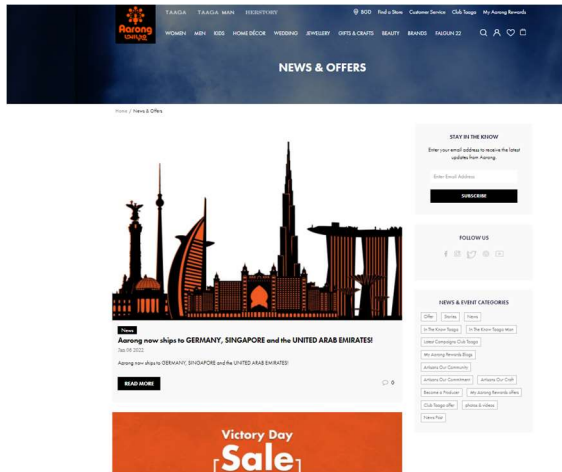 TAAGA TAAGA MAN HERSTORY
BGD Find a Store Customer Service Club Taaga My Aarong Rewards
Aarong
আড়ং
WOMEN MEN KIDS HOME DÉCOR WEDDING JEWELLERY GIFTS & CRAFTS BEAUTY BRANDS FALGUN 22
NEWS & OFFERS
Home / News & Offers
News
Aarong now ships to GERMANY, SINGAPORE and the UNITED ARAB EMIRATES!
2022
Aarong now ships to GERMANY, SINGAPORE and the UNITED ARAB EMIRATES!
READ MORE
0
Victory Day
Sale
STAY IN THE KNOW
Enter your email address to receive the latest
updates from Aarong.
Enter Email Address
SUBSCRIBE
FOLLOW US
NEWS & EVENT CATEGORIES
Offer Stories News
In The Know Taaga In The Know Taaga Man
Latest Campaigns Club Taaga
My Aarong Rewards Blogs
Artisans Our Community
Artisans Our Commitment Artisans Our Craft
Become a Producer My Aarong Rewards offers
Club Taaga offer photos & videos
News Flair